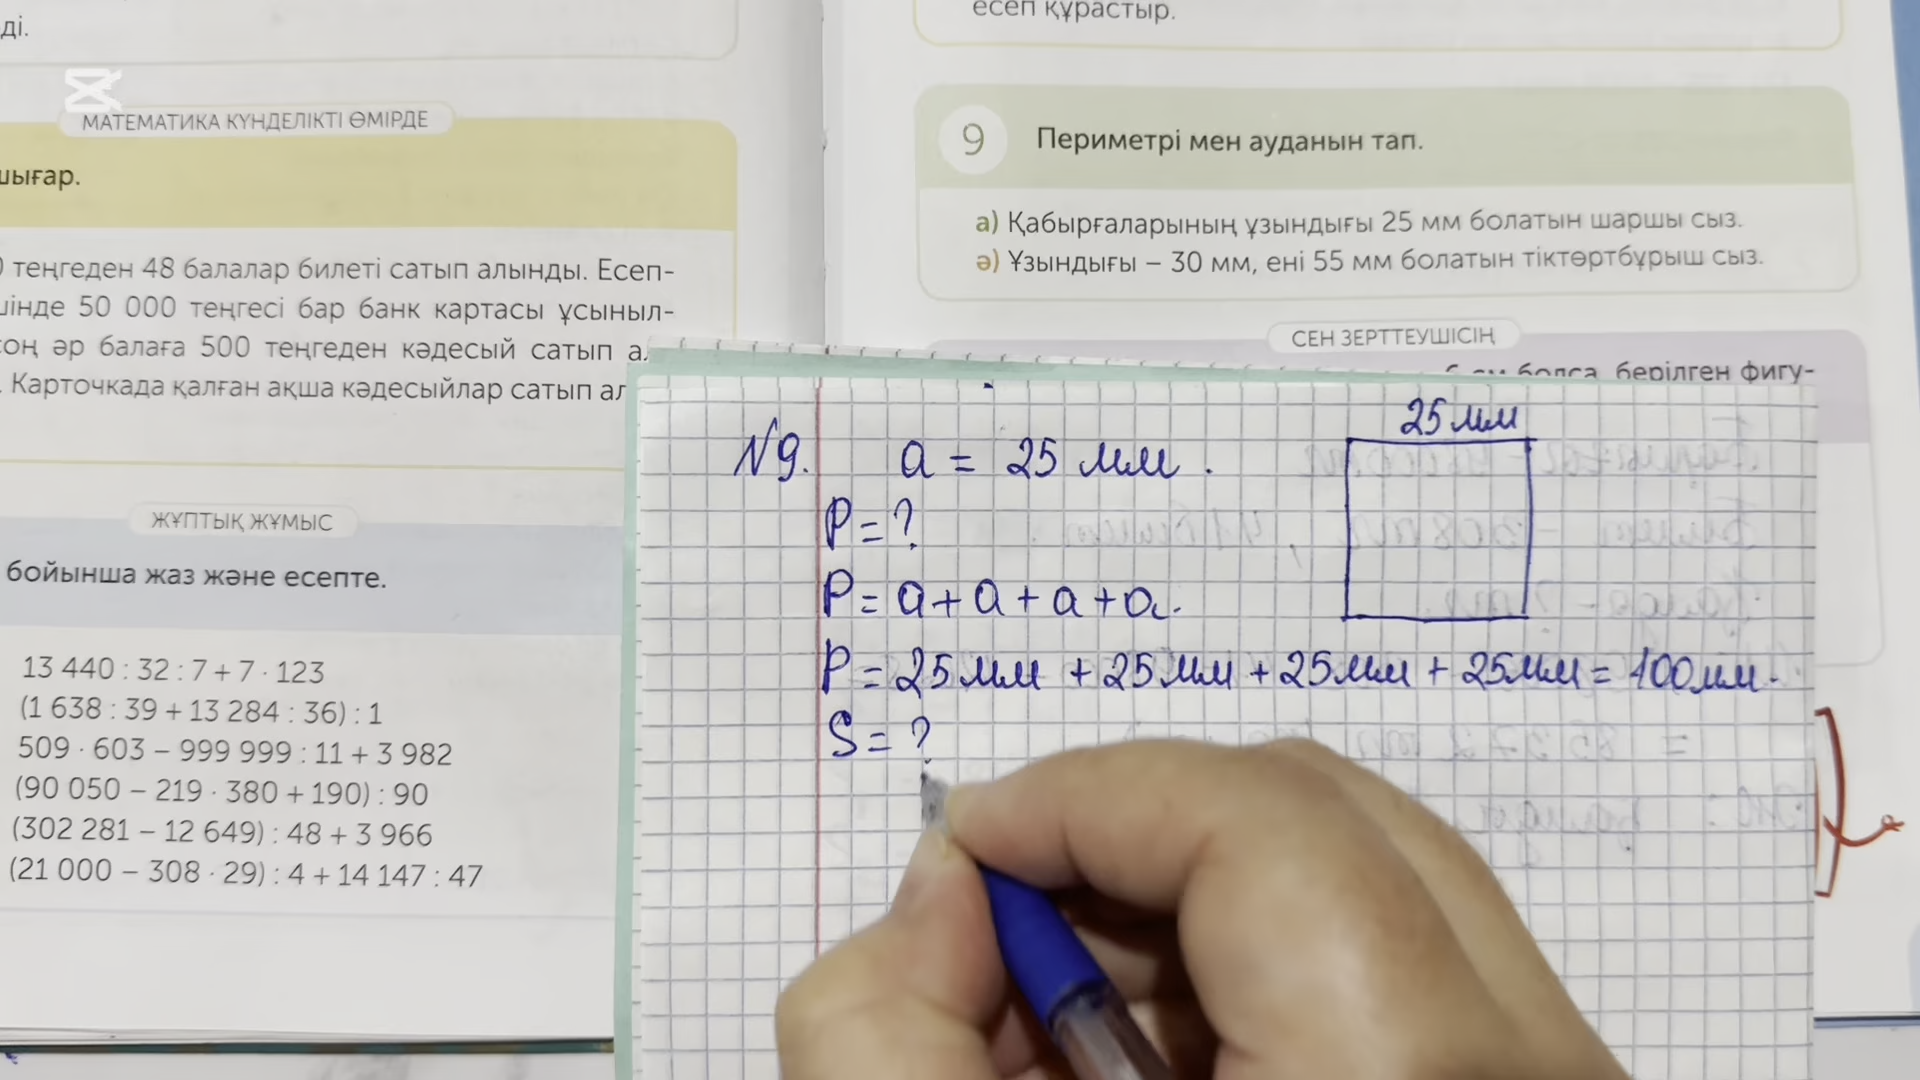 ді.
МАТЕМАТИКА КҮНДЕЛІКТІ ӨМІРДЕ
шығар.
теңгеден 48 балалар билеті сатып алынды. Есеп-
шінде 50 000 теңгесі бар банк картасы ұсыныл-
соң әр балаға 500 теңгеден кәдесый сатып
. Карточкада қалған ақша кәдесыйлар сатып ал
ЖҰПТЫҚ ЖҰМЫС
бойынша жаз және есепте.
13 440 : 32 : 7 + 7 · 123
(1 638 : 39 + 13 284 : 36) : 1
509 · 603 – 999 999 : 11 + 3 982
(90 050 – 219 · 380 + 190) : 90
(302 281 – 12 649) : 48 + 3 966
(21 000 – 308 · 29) : 4 + 14 147 : 47
есеп құрастыр.
9 Периметрі мен ауданын тап.
а) Қабырғаларының ұзындығы 25 мм болатын шаршы сыз.
ә) Ұзындығы – 30 мм, ені 55 мм болатын тіктөртбұрыш сыз.
СЕН ЗЕРТТЕУШІСІҢ
болса, берілген фигу-
25 мм
№9. a = 25 мм.
P = ?
P = a + a + a + a.
P = 25 мм + 25 мм + 25 мм + 25 мм = 100 мм.
S = ?